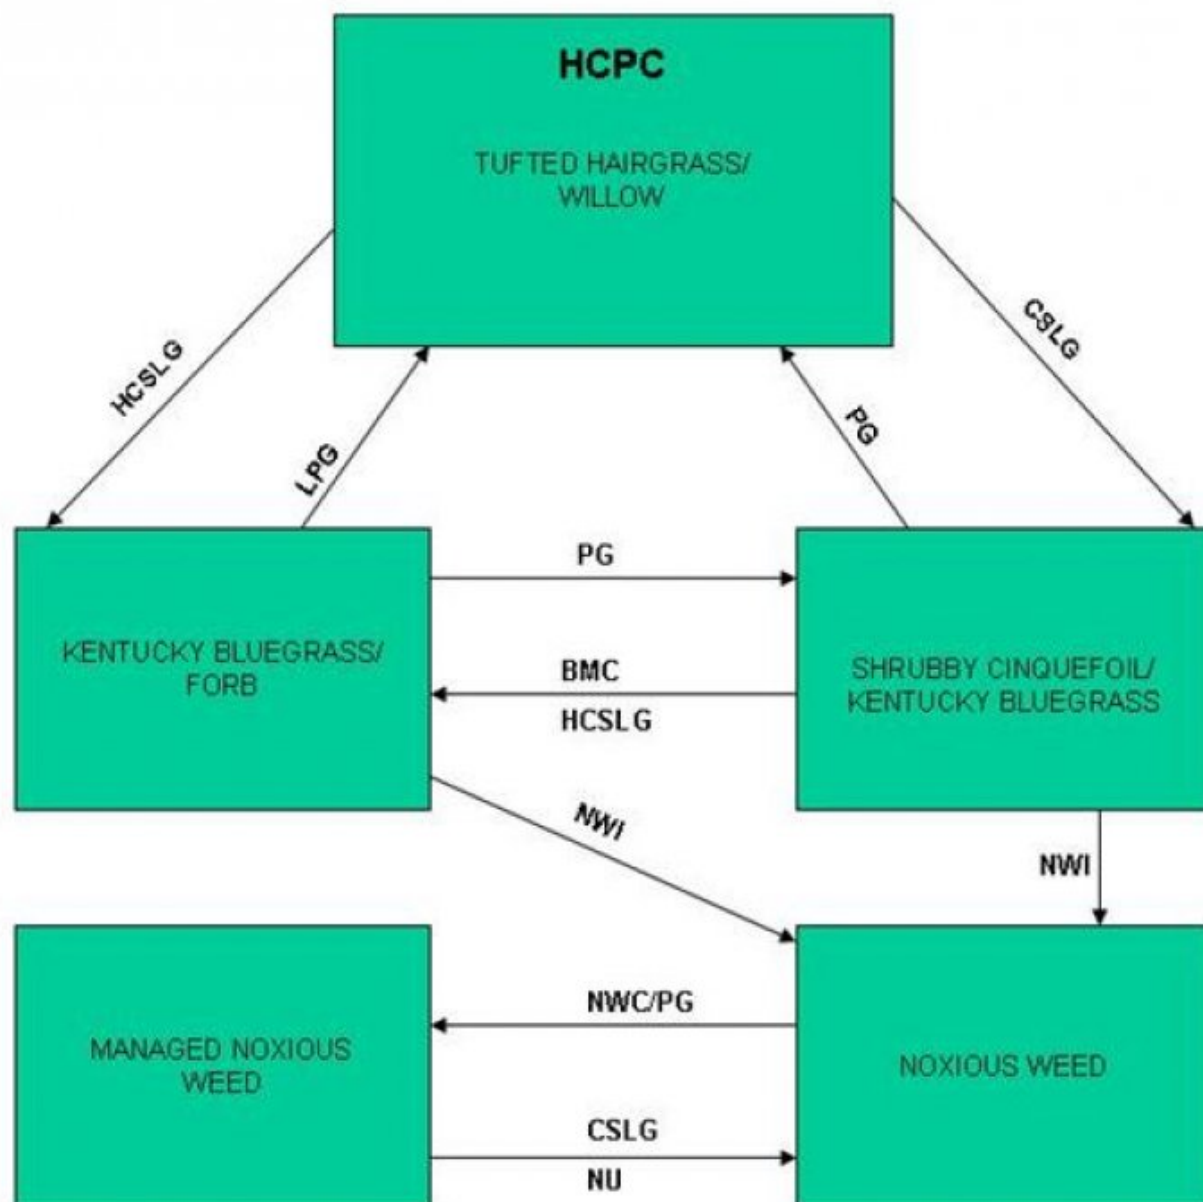 HCPC
TUFTED HAIRGRASS/
WILLOW
HCSLG
CSLG
LPG
PG
PG
KENTUCKY BLUEGRASS/
FORB
BMC
HCSLG
SHRUBBY CINQUEFOIL/
KENTUCKY BLUEGRASS
NWI
NWI
MANAGED NOXIOUS
WEED
NWC/PG
NOXIOUS WEED
CSLG
NU